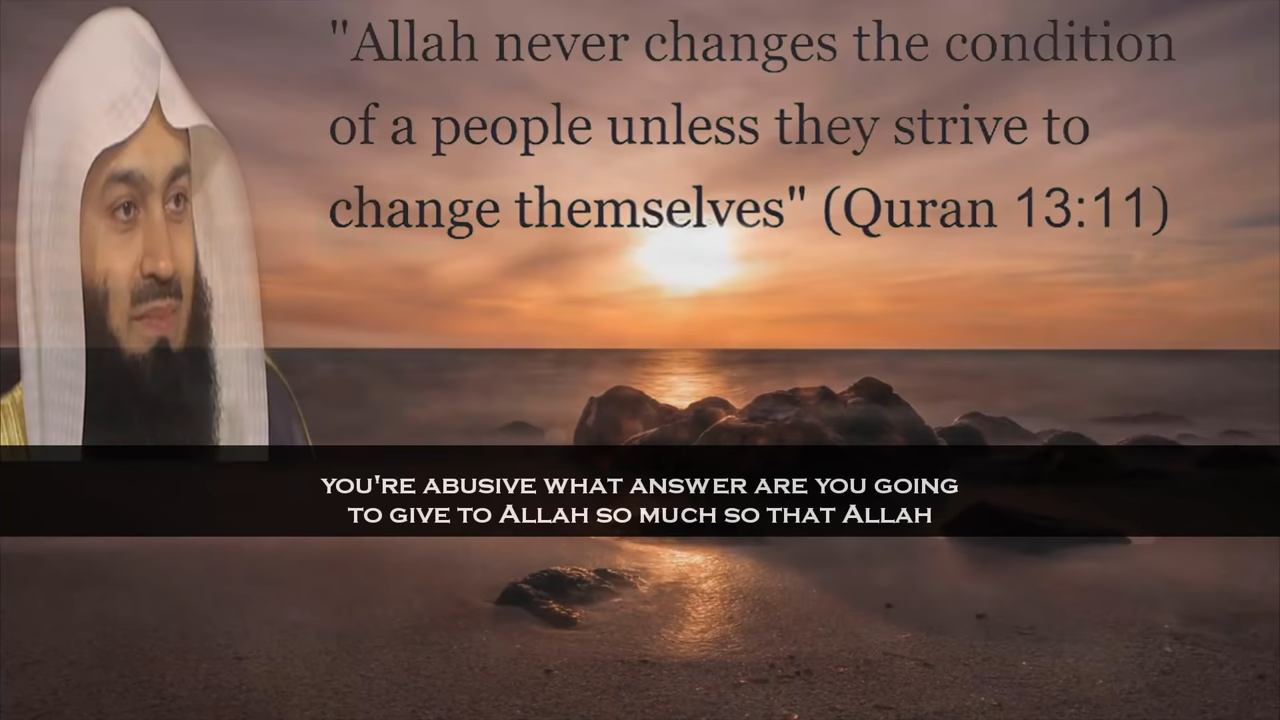 "Allah never changes the condition
of a people unless they strive to
change themselves" (Quran 13:11)
YOU'RE ABUSIVE WHAT ANSWER ARE YOU GOING
TO GIVE TO ALLAH SO MUCH SO THAT ALLAH